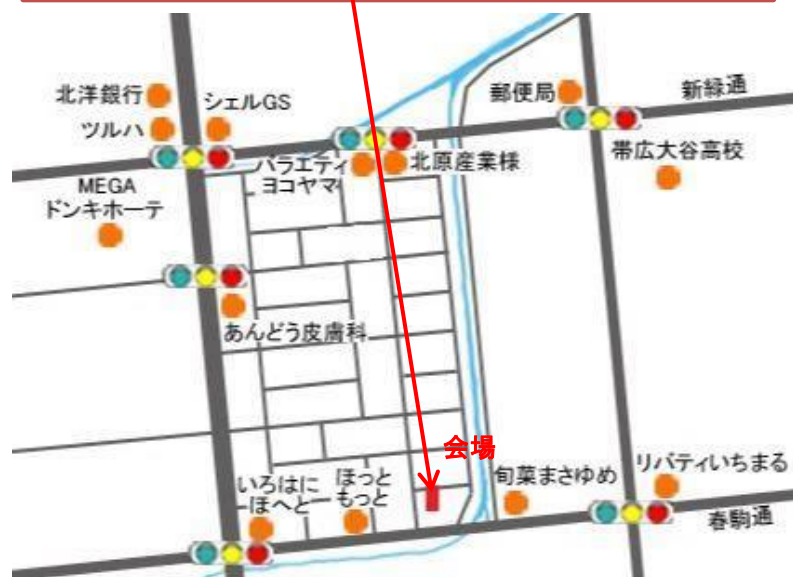 北洋銀行
シェルGS
ツルハ
郵便局
新緑通
バラエティ
ヨコヤマ
北原産業様
帯広大谷高校
MEGA
ドンキホーテ
あんどう皮膚科
会場
いろはに
ほへと
ほっと
もっと
旬菜まさゆめ
リバティいちまる
春駒通